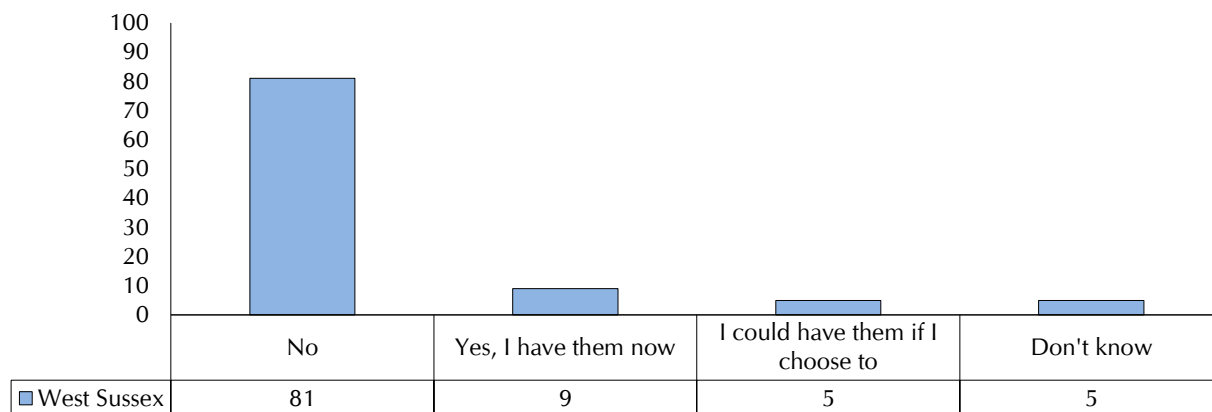 100
90
80
70
60
50
40
30
20
10
0
No
Yes, I have them now
I could have them if I
choose to
Don't know
West Sussex 81 9 5 5